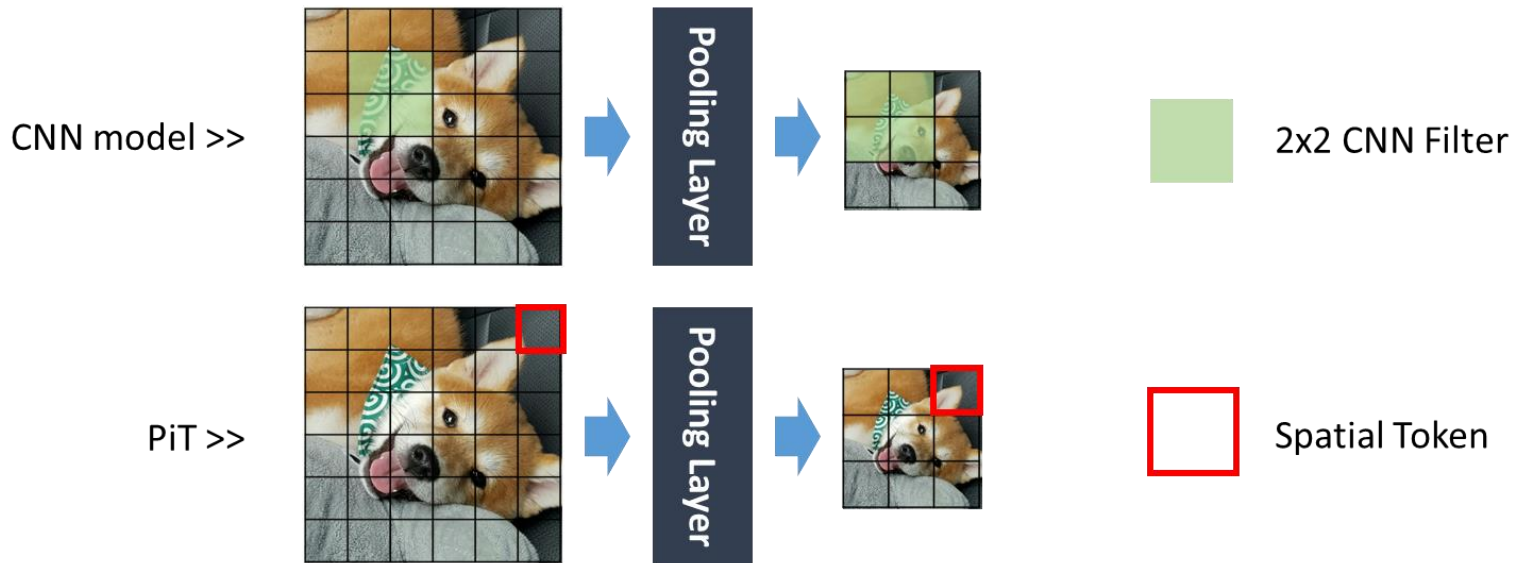 CNN model >>
Pooling Layer
2x2 CNN Filter
PiT >>
Pooling Layer
Spatial Token